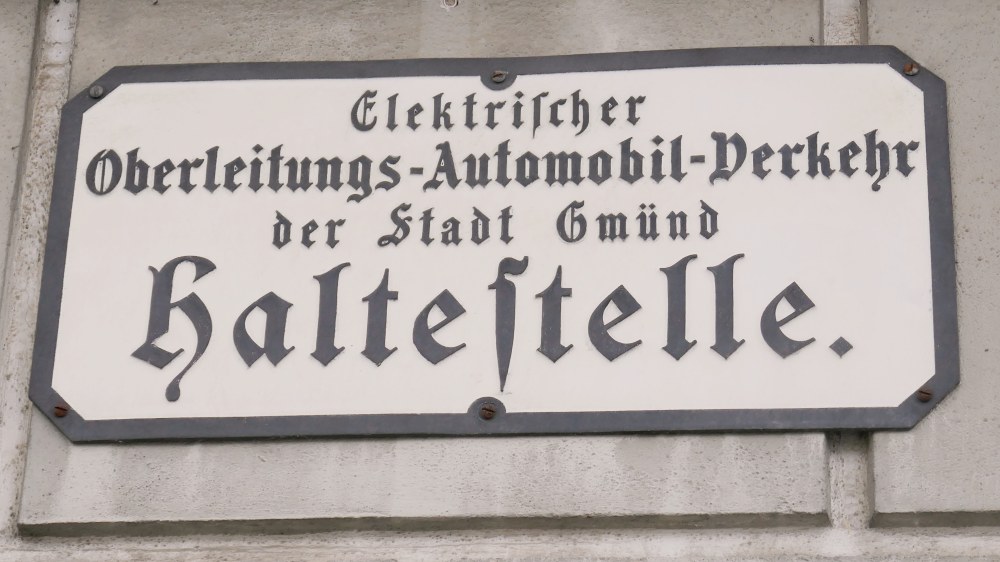 Elektriſcher
Oberleitungs-Automobil-Verkehr
der Stadt Gmünd
Halteſtelle.